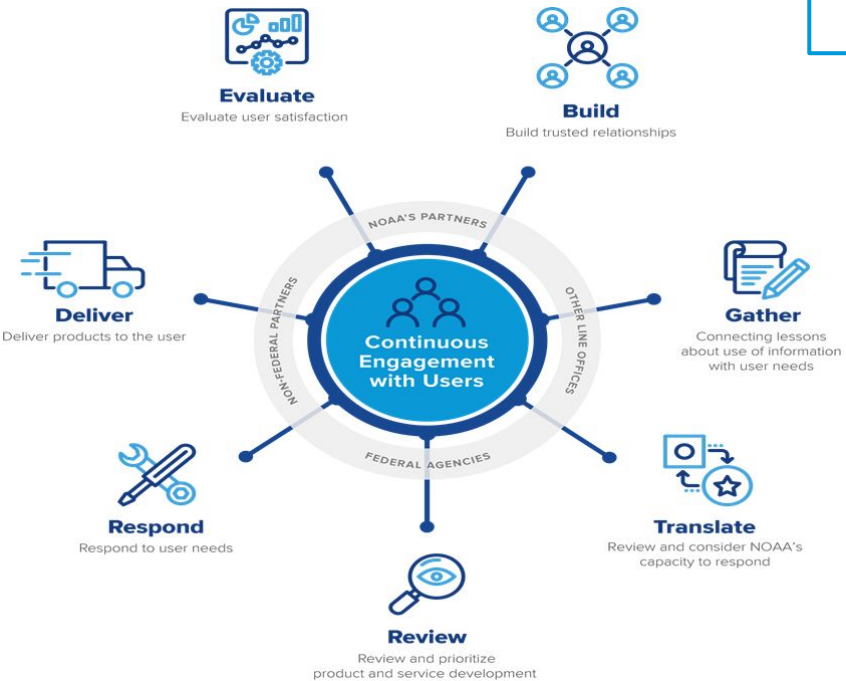 Evaluate
Evaluate user satisfaction
Build
Build trusted relationships
NOAA'S PARTNERS
Deliver
Deliver products to the user
NON-FEDERAL PARTNERS
Continuous
Engagement
with Users
OTHER LINE OFFICES
Gather
Connecting lessons
about use of information
with user needs
FEDERAL AGENCIES
Respond
Respond to user needs
Translate
Review and consider NOAA's
capacity to respond
Review
Review and prioritize
product and service development